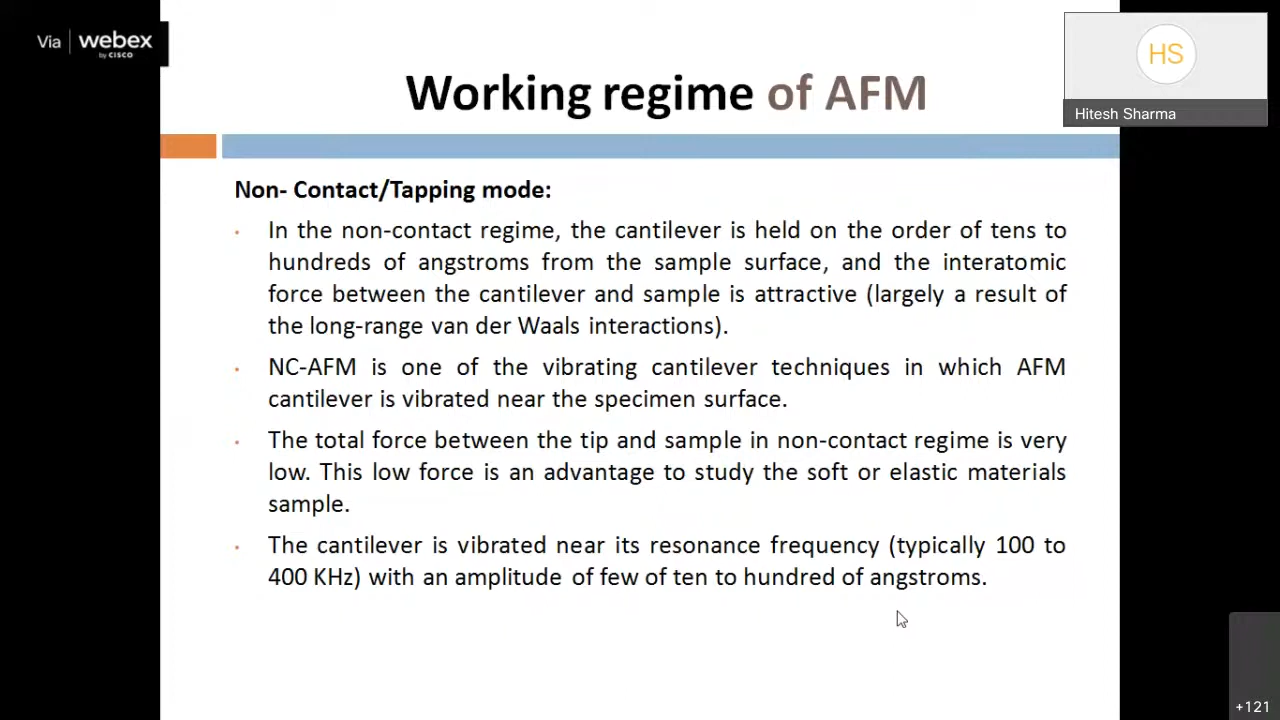 Via | webex
by CISCO
HS
Hitesh Sharma
Working regime of AFM
Non- Contact/Tapping mode:
• In the non-contact regime, the cantilever is held on the order of tens to
hundreds of angstroms from the sample surface, and the interatomic
force between the cantilever and sample is attractive (largely a result of
the long-range van der Waals interactions).
• NC-AFM is one of the vibrating cantilever techniques in which AFM
cantilever is vibrated near the specimen surface.
• The total force between the tip and sample in non-contact regime is very
low. This low force is an advantage to study the soft or elastic materials
sample.
• The cantilever is vibrated near its resonance frequency (typically 100 to
400 KHz) with an amplitude of few of ten to hundred of angstroms.
+121